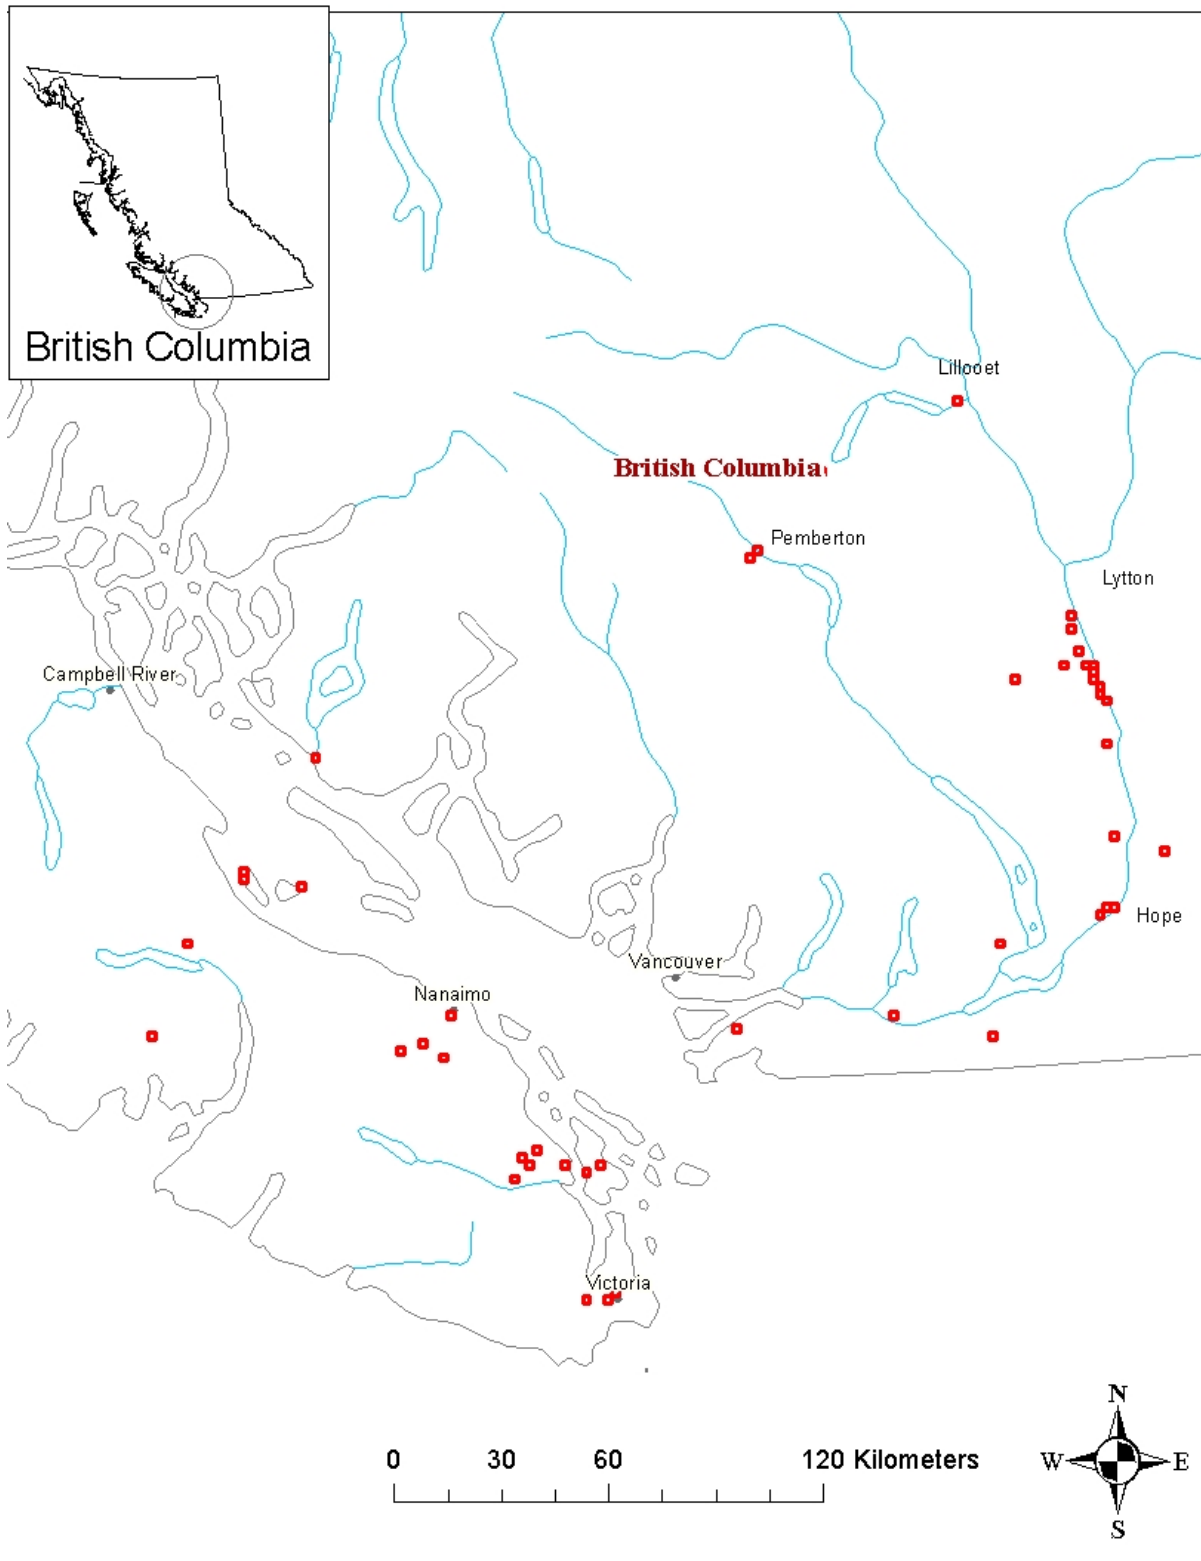 British Columbia
Lillooet
British Columbia
Pemberton
Lytton
Campbell River
Hope
Vancouver
Nanaimo
Victoria
N
0 30 60 120 Kilometers
W E
S